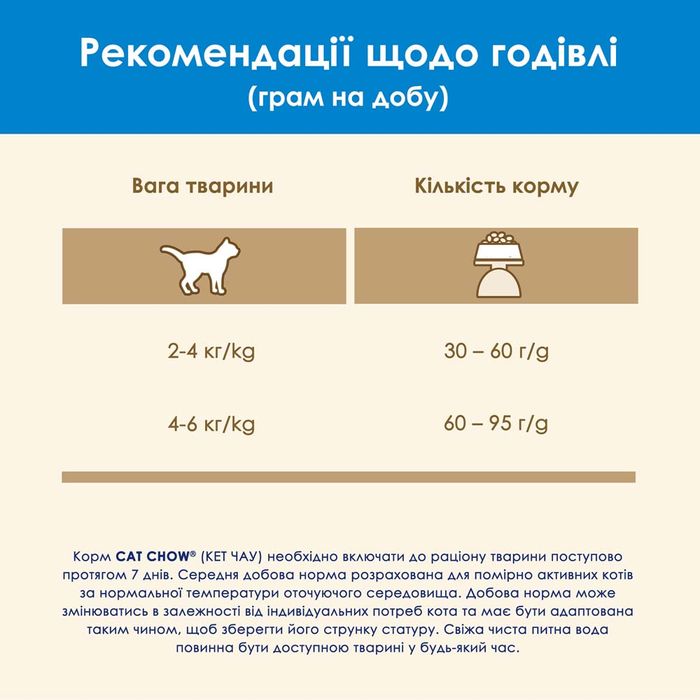 Рекомендації щодо годівлі
(грам на добу)
Вага тварини
Кількість корму
2-4 кг/kg
30 – 60 г/g
4-6 кг/kg
60 – 95 г/g
Корм CAT CHOW® (КЕТ ЧАУ) необхідно включати до раціону тварини поступово
протягом 7 днів. Середня добова норма розрахована для помірно активних котів
за нормальної температури оточуючого середовища. Добова норма може
змінюватись в залежності від індивідуальних потреб кота та має бути адаптована
таким чином, щоб зберегти його струнку статуру. Свіжа чиста питна вода
повинна бути доступною тварині у будь-який час.